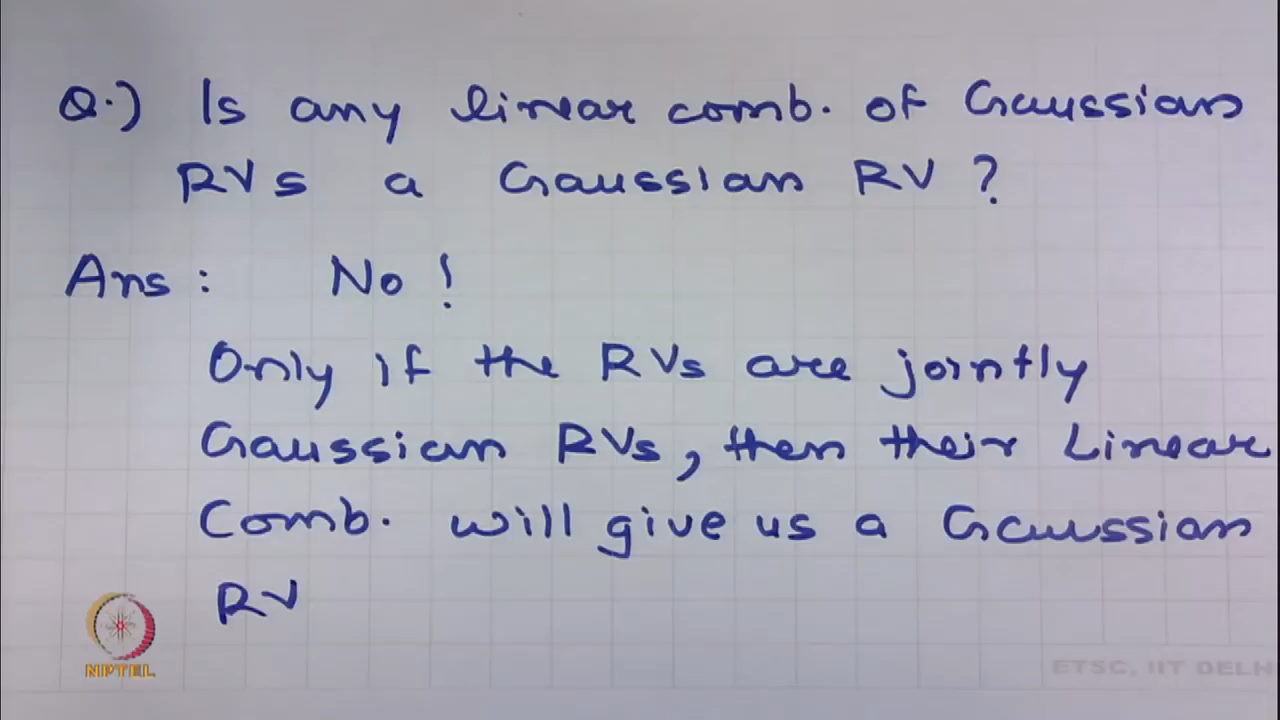 Q.) Is any linear comb. of Gaussian
RVs a Gaussian RV ?
Ans : No !
Only if the RVs are jointly
Gaussian RVs, then their Linear
Comb. will give us a Gaussian
RV
NPTEL
ETSC, IIT DELH